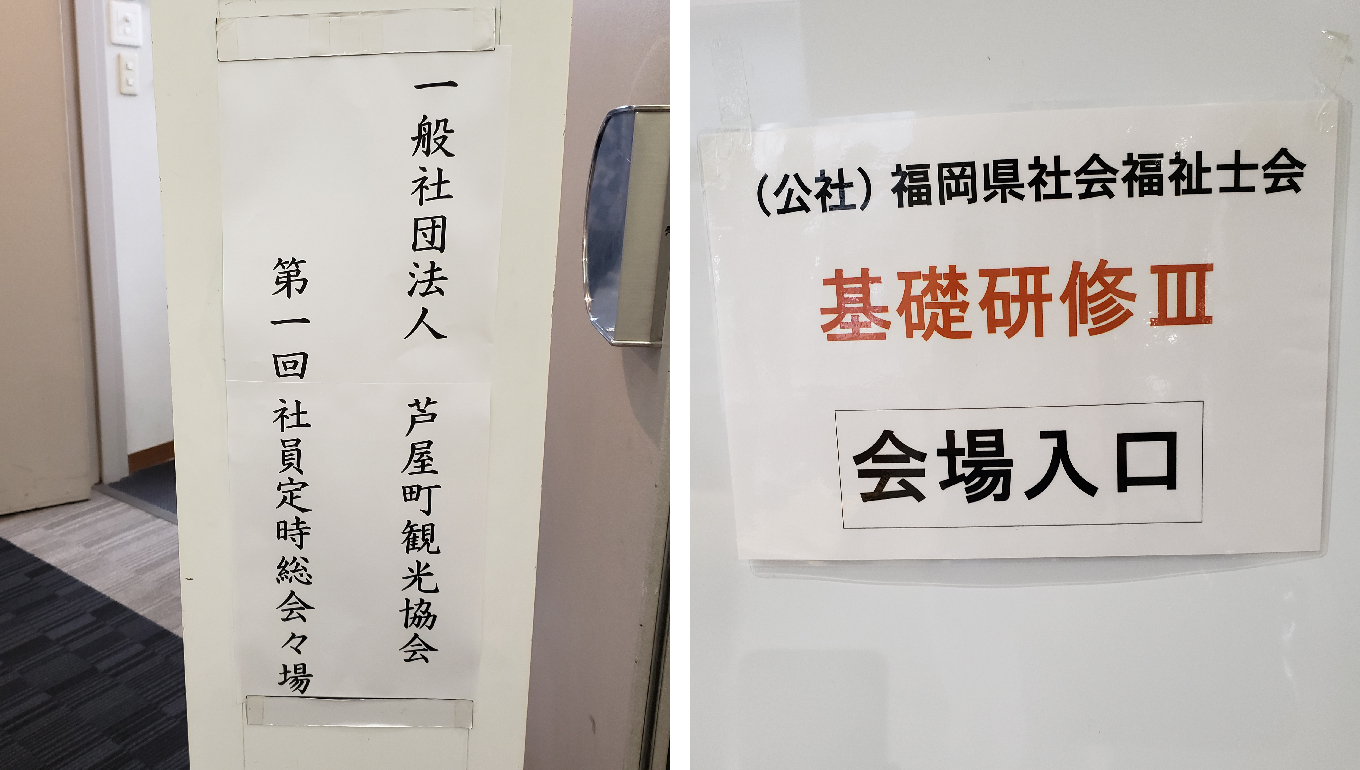 一般社団法人 芦屋町観光協会
第一回社員定時総会々場
(公社)福岡県社会福祉士会
基礎研修Ⅲ
会場入口